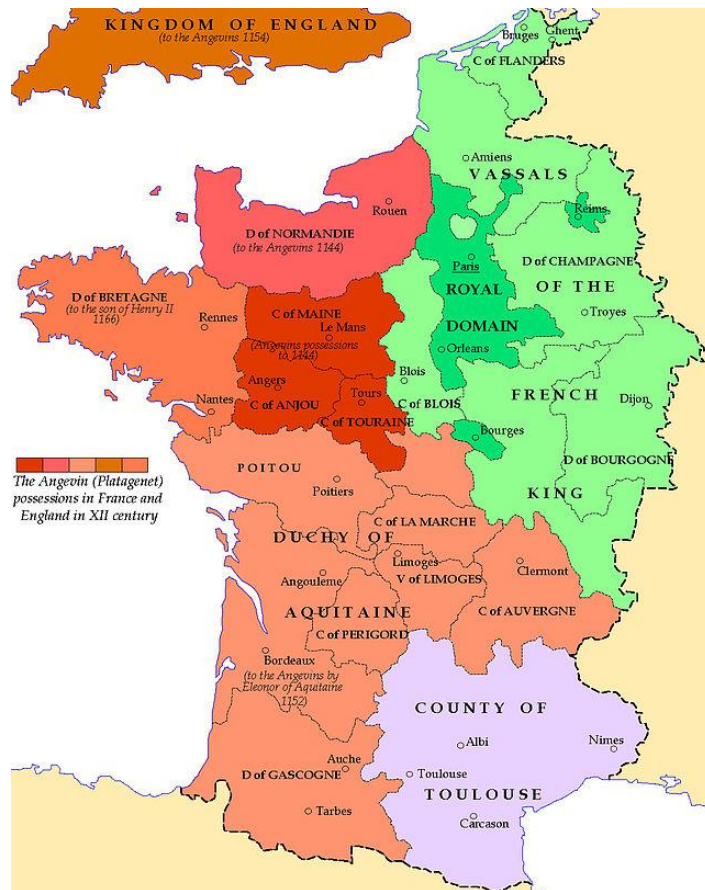 KINGDOM OF ENGLAND
(to the Angevins 1154)
Bruges
Ghent
C of FLANDERS
Amiens
VASSALS
Rouen
D of NORMANDIE
(to the Angevins 1144)
Reims
Paris
D of CHAMPAGNE
OF THE
ROYAL
DOMAIN
Troyes
Orleans
D of BRETAGNE
(to the son of Henry II
1166)
Rennes
C of MAINE
Le Mans
(Angevins possessions
to 1144)
Angers
C of ANJOU
Tours
C of TOURAINE
Nantes
Blois
C of BLOIS
FRENCH
Dijon
Bourges
D of BOURGOGNE
KING
The Angevin (Platagenet)
possessions in France and
England in XII century
POITOU
Poitiers
C of LA MARCHE
DUCHY OF
Limoges
V of LIMOGES
Clermont
Angouleme
AQUITAINE
C of AUVERGNE
C of PERIGORD
Bordeaux
(to the Angevins by
Eleonor of Aquitaine
1152)
COUNTY OF
Albi
Nimes
Auche
D of GASCOGNE
Toulouse
TOULOUSE
Tarbes
Carcason